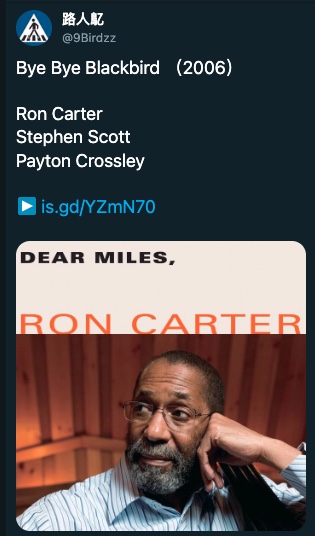 路人
@9Birdzz
Bye Bye Blackbird （2006）
Ron Carter
Stephen Scott
Payton Crossley
is.gd/YZmN70
DEAR MILES,
RON CARTER